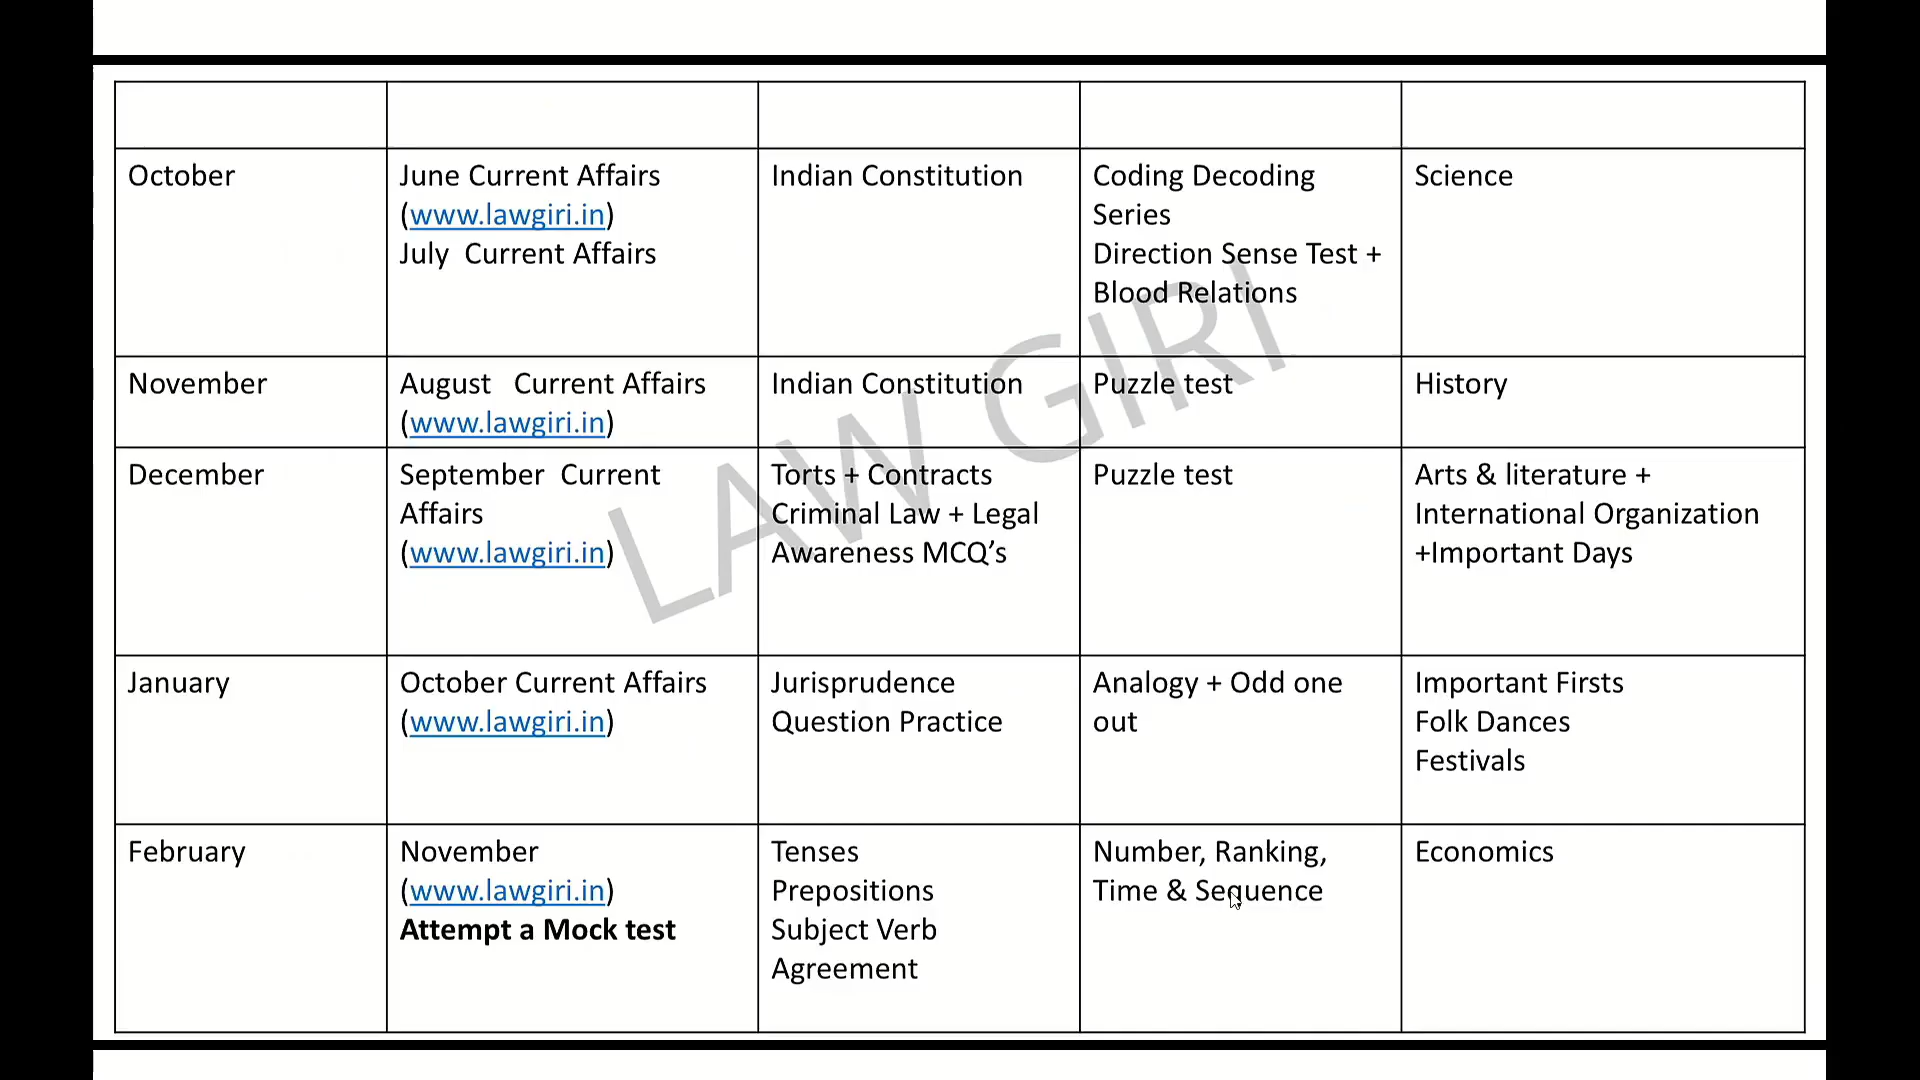 October
June Current Affairs
(www.lawgiri.in)
July  Current Affairs
Indian Constitution
Coding Decoding
Series
Direction Sense Test +
Blood Relations
Science
November
August   Current Affairs
(www.lawgiri.in)
Indian Constitution
Puzzle test
History
December
September  Current
Affairs
(www.lawgiri.in)
Torts + Contracts
Criminal Law + Legal
Awareness MCQ’s
Puzzle test
Arts & literature +
International Organization
+Important Days
January
October Current Affairs
(www.lawgiri.in)
Jurisprudence
Question Practice
Analogy + Odd one
out
Important Firsts
Folk Dances
Festivals
February
November
(www.lawgiri.in)
Attempt a Mock test
Tenses
Prepositions
Subject Verb
Agreement
Number, Ranking,
Time & Sequence
Economics
LAW GIRI